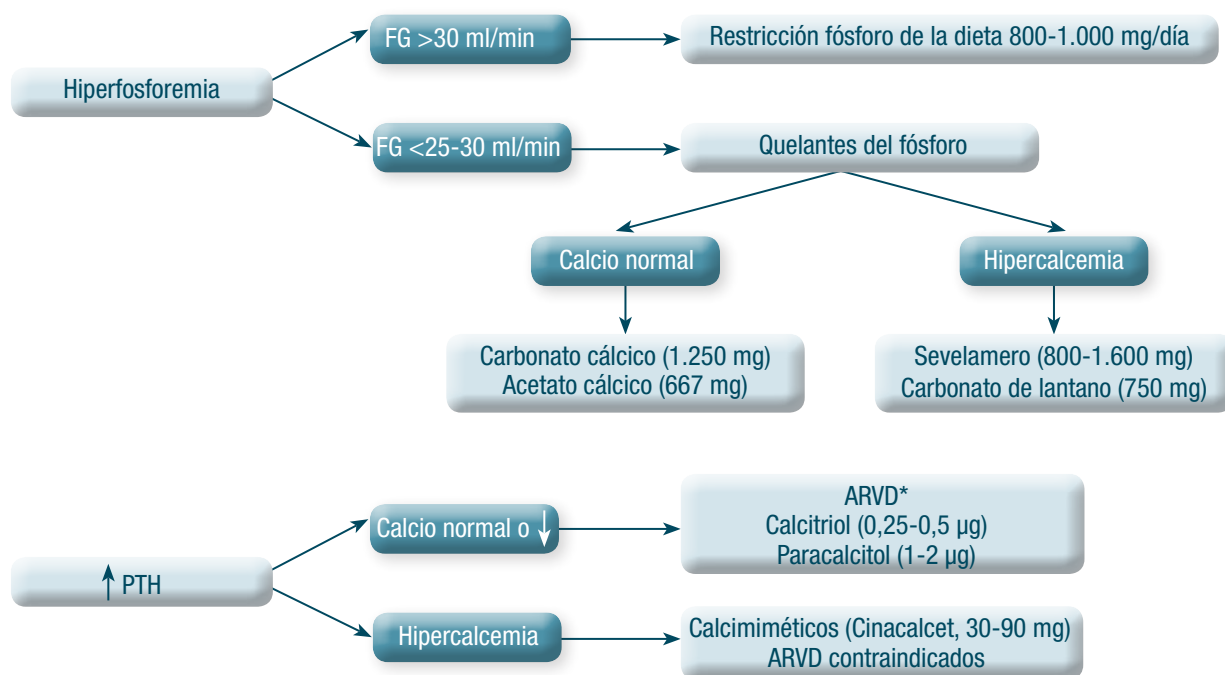 FG >30 ml/min
Restricción fósforo de la dieta 800-1.000 mg/día
Hiperfosforemia
FG <25-30 ml/min
Quelantes del fósforo
Calcio normal
Hipercalcemia
Carbonato cálcico (1.250 mg)
Acetato cálcico (667 mg)
Sevelamero (800-1.600 mg)
Carbonato de lantano (750 mg)
↑ PTH
Calcio normal o ↓
ARVD*
Calcitriol (0,25-0,5 µg)
Paracalcitol (1-2 µg)
Hipercalcemia
Calcimiméticos (Cinacalcet, 30-90 mg)
ARVD contraindicados